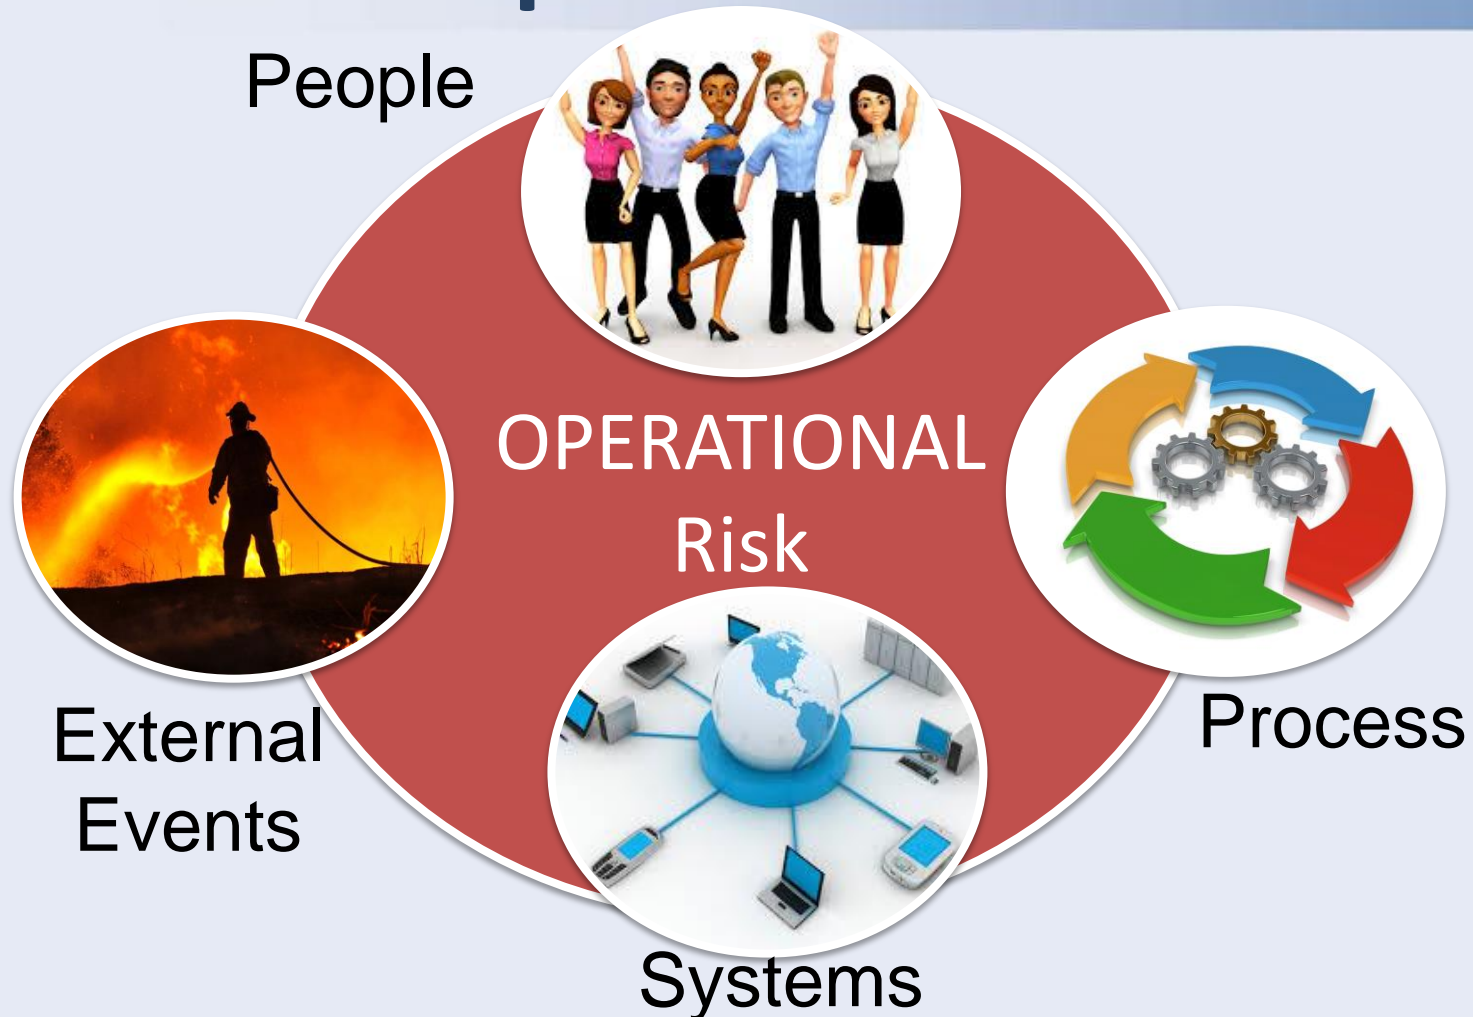 People
OPERATIONAL
Risk
External
Events
Process
Systems